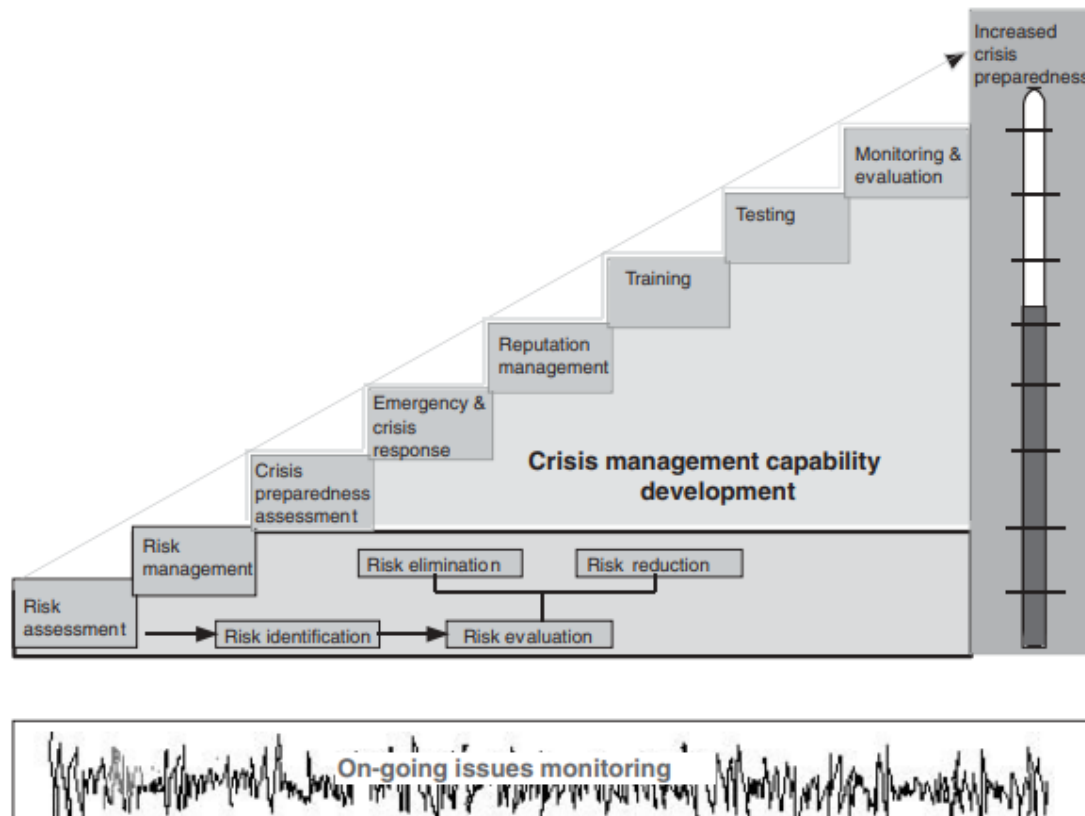 Increased
crisis
preparedness
Monitoring &
evaluation
Testing
Training
Reputation
management
Emergency &
crisis
response
Crisis management capability
development
Crisis
preparedness
assessment
Risk
management
Risk elimination
Risk reduction
Risk
assessment
Risk identification
Risk evaluation
On-going issues monitoring